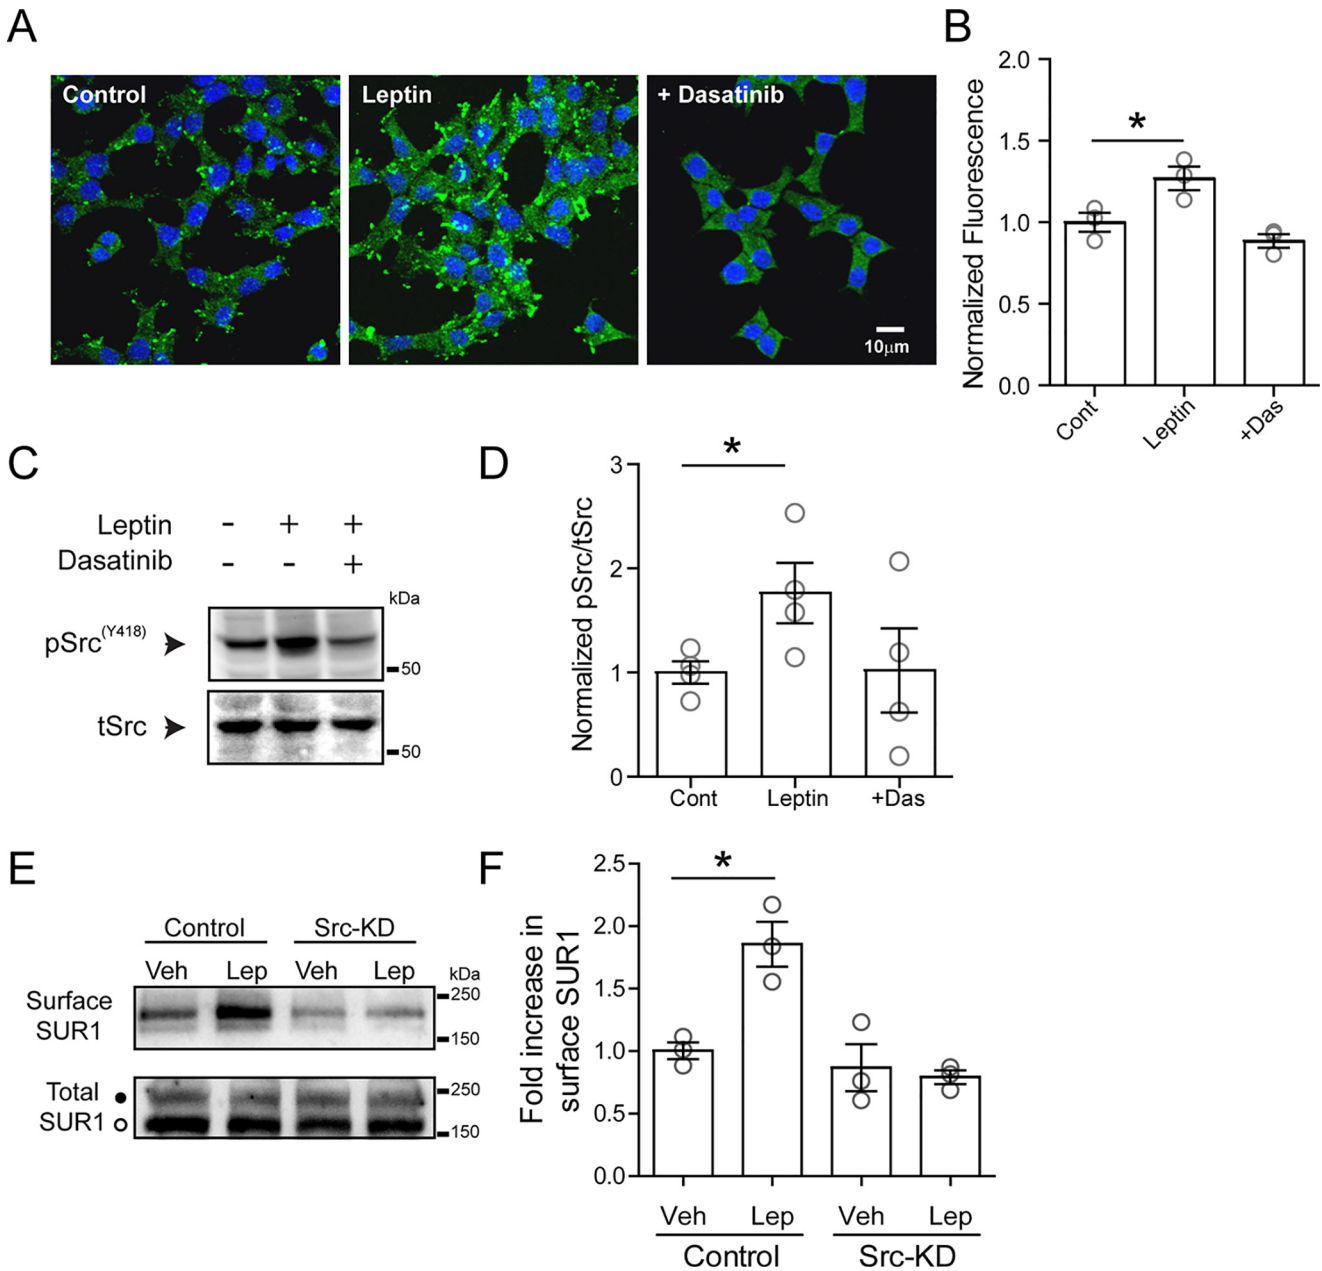 A
Control
Leptin
+ Dasatinib
10μm
B
Normalized Fluorescence
2.0
1.5
1.0
0.5
0.0
*
Cont
Leptin
+Das
C
Leptin - + +
Dasatinib - - +
kDa
pSrc(Y418)
50
tSrc
50
D
Normalized pSrc/tSrc
3
2
1
0
*
Cont
Leptin
+Das
E
Control Src-KD
Veh Lep Veh Lep
kDa
Surface
SUR1
250
150
Total
SUR1
250
150
F
Fold increase in
surface SUR1
2.5
2.0
1.5
1.0
0.5
0.0
*
Veh Lep Veh Lep
Control Src-KD